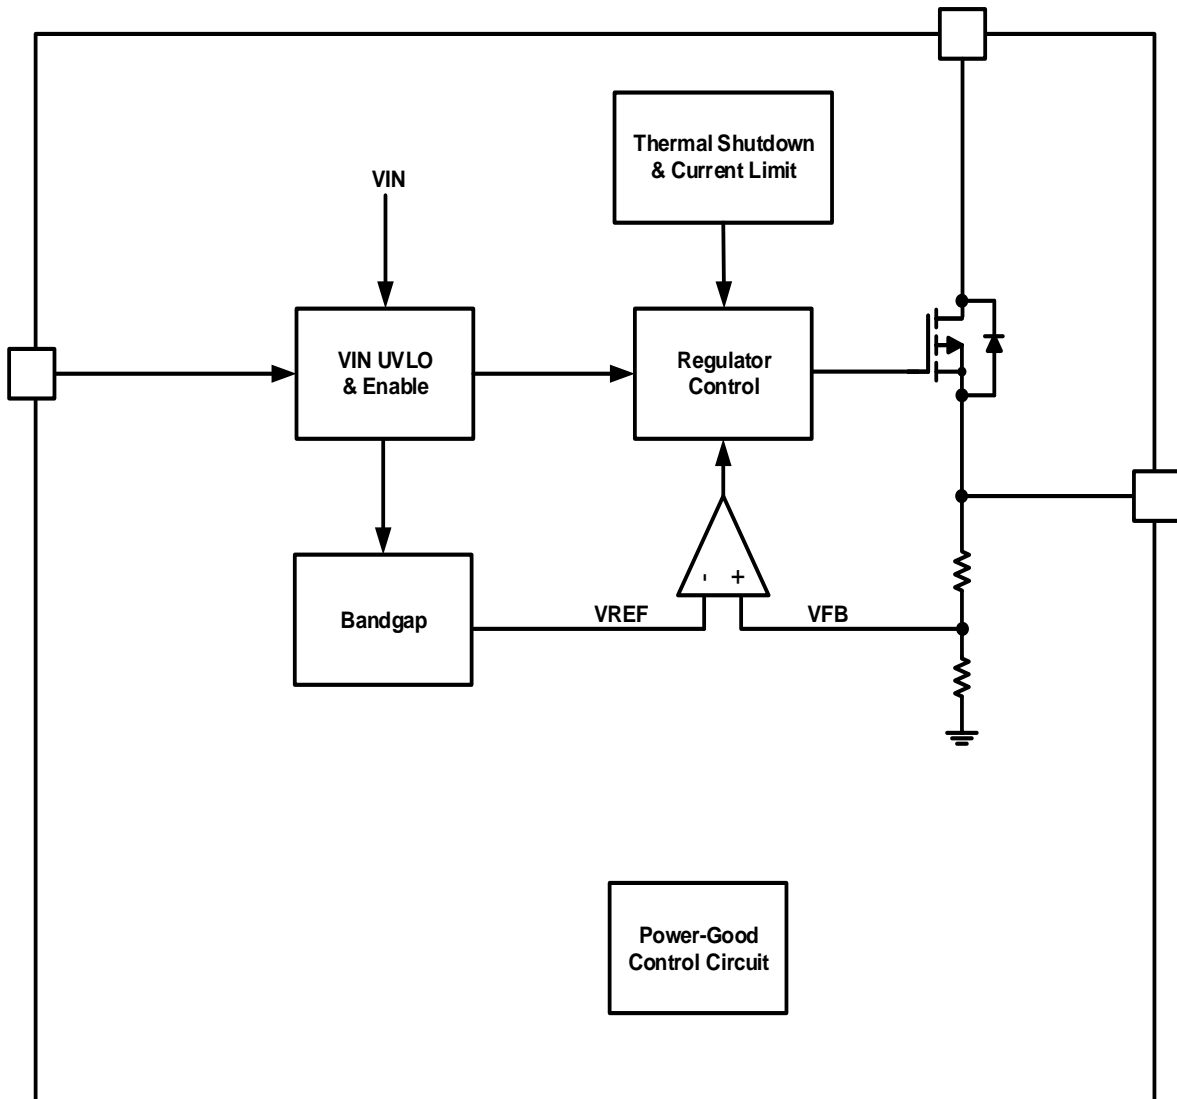 Thermal Shutdown
& Current Limit
VIN
VIN UVLO
& Enable
Regulator
Control
- +
Bandgap
VREF
VFB
Power-Good
Control Circuit